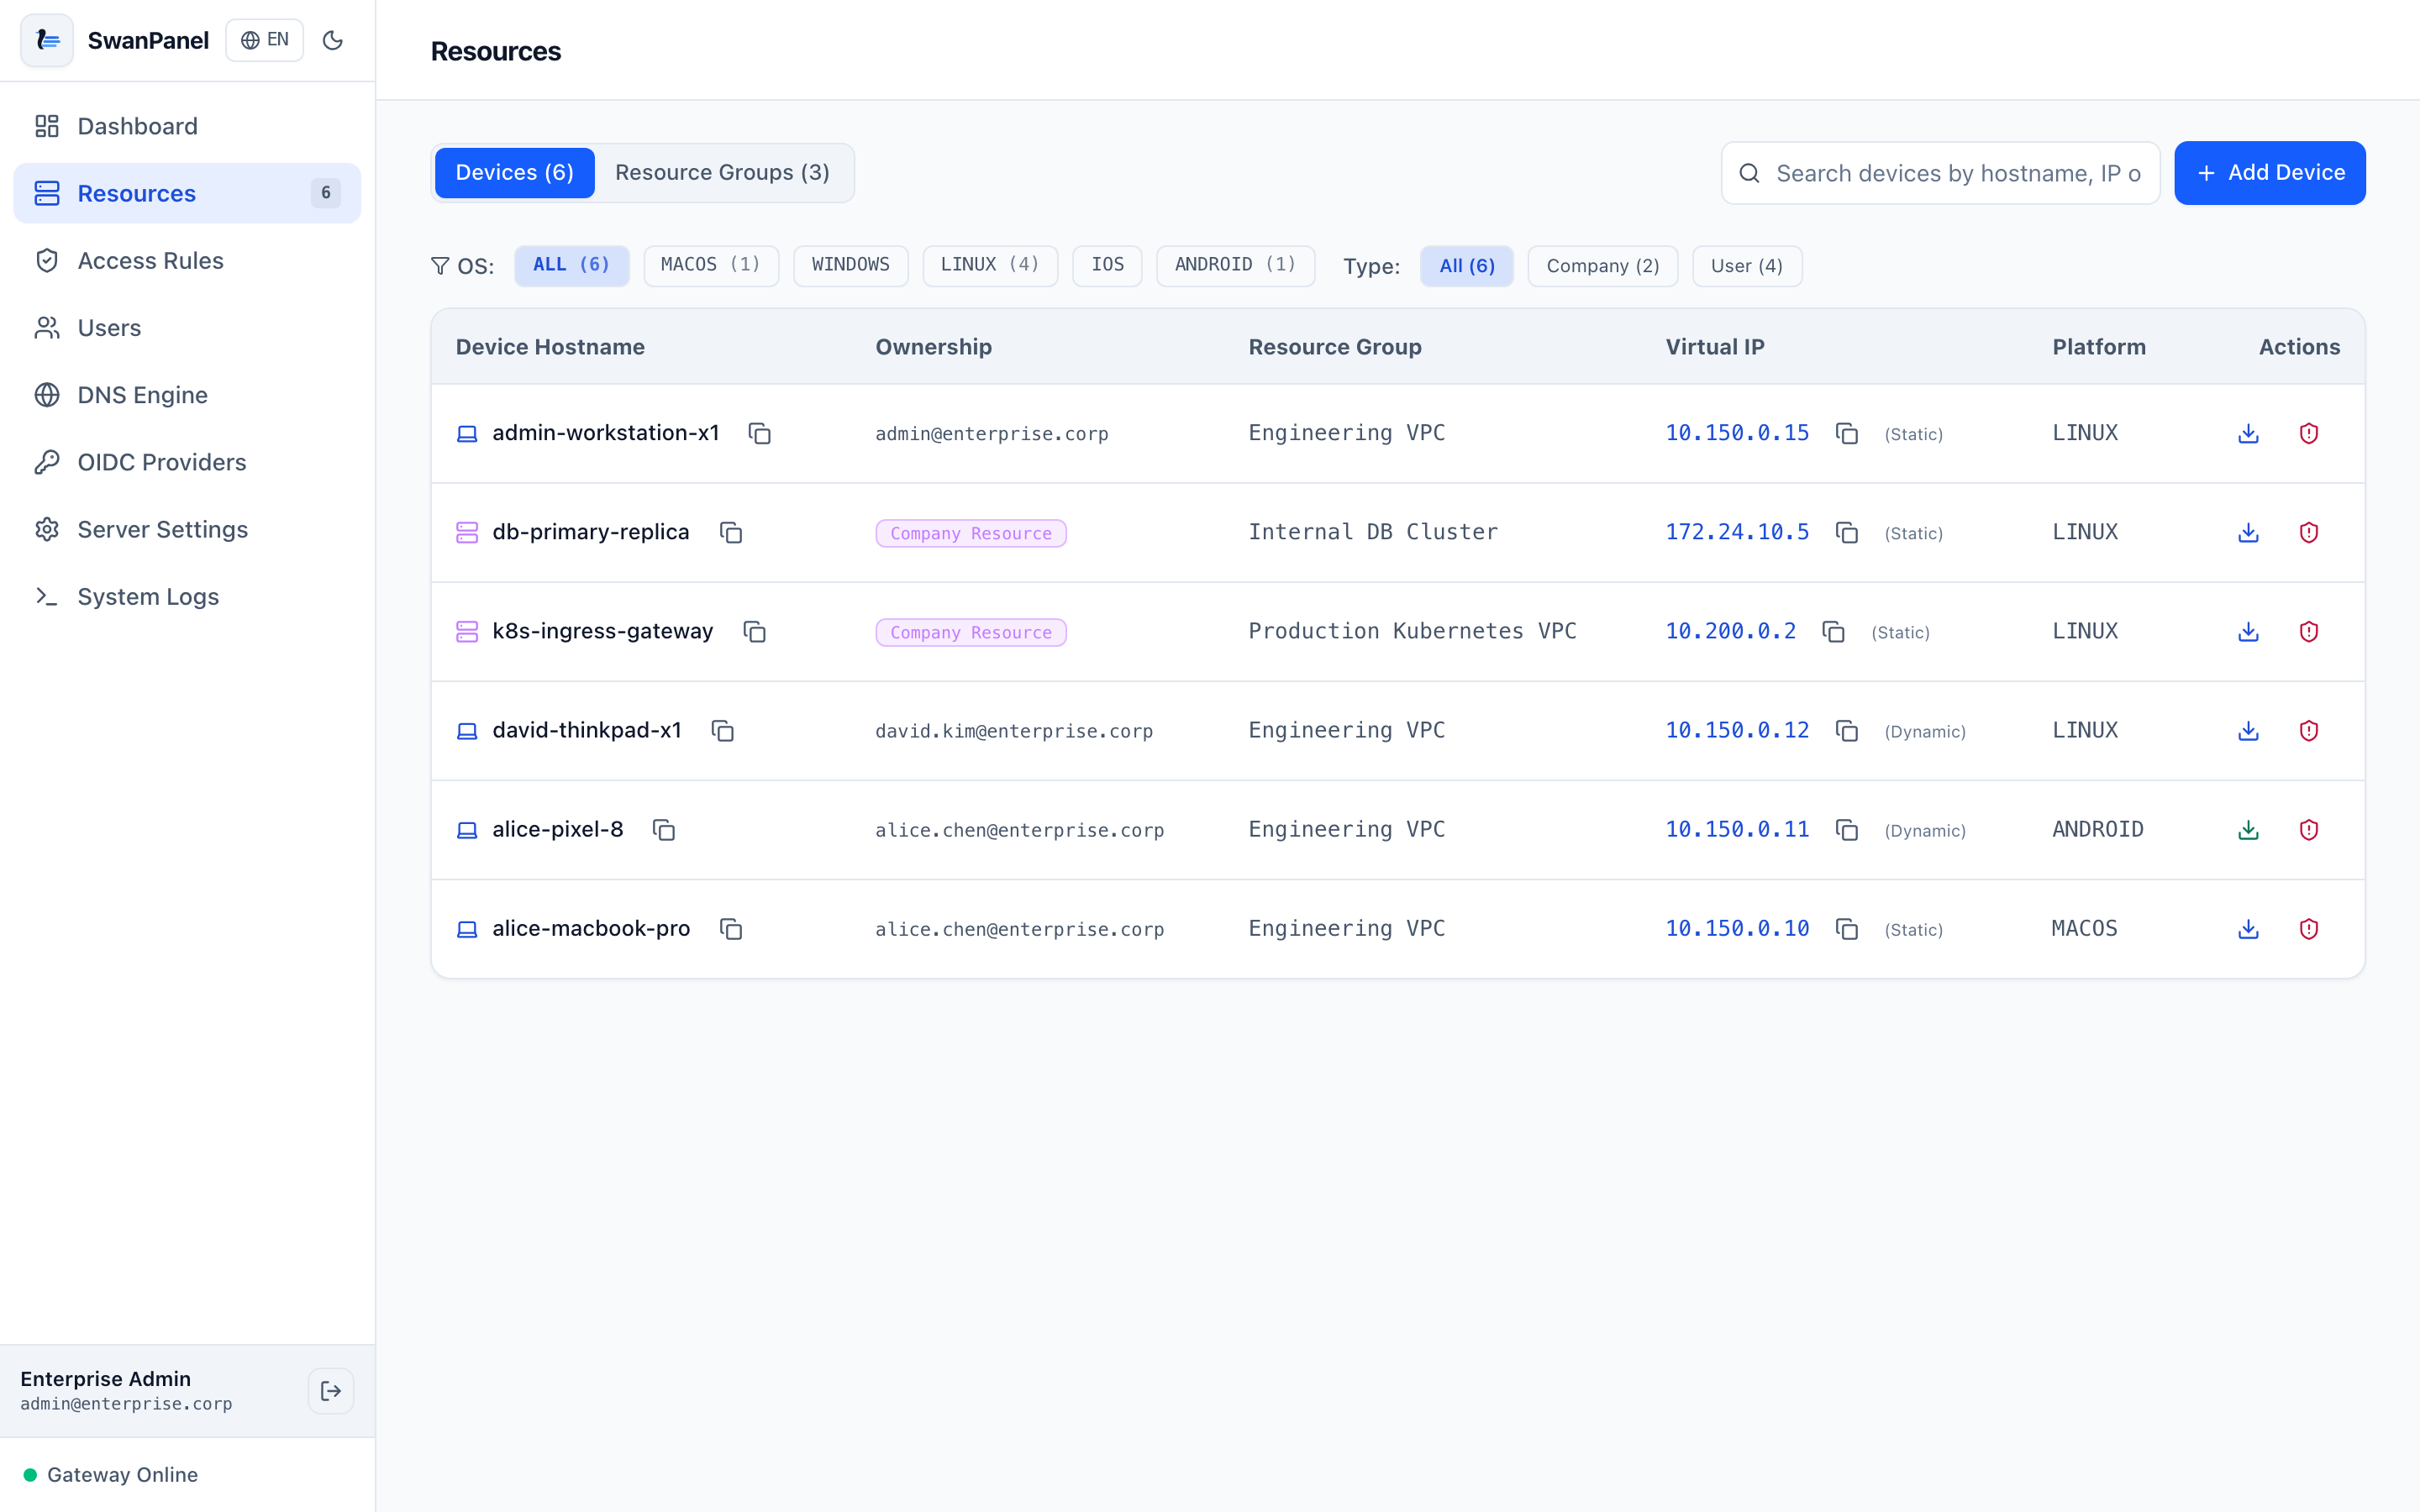 SwanPanel EN
Dashboard
Resources 6
Access Rules
Users
DNS Engine
OIDC Providers
Server Settings
System Logs
Enterprise Admin
admin@enterprise.corp
Gateway Online
Resources
Devices (6) Resource Groups (3) Search devices by hostname, IP o + Add Device
OS: ALL (6) MACOS (1) WINDOWS LINUX (4) IOS ANDROID (1) Type: All (6) Company (2) User (4)
Device Hostname Ownership Resource Group Virtual IP Platform Actions
admin-workstation-x1 admin@enterprise.corp Engineering VPC 10.150.0.15 (Static) LINUX
db-primary-replica Company Resource Internal DB Cluster 172.24.10.5 (Static) LINUX
k8s-ingress-gateway Company Resource Production Kubernetes VPC 10.200.0.2 (Static) LINUX
david-thinkpad-x1 david.kim@enterprise.corp Engineering VPC 10.150.0.12 (Dynamic) LINUX
alice-pixel-8 alice.chen@enterprise.corp Engineering VPC 10.150.0.11 (Dynamic) ANDROID
alice-macbook-pro alice.chen@enterprise.corp Engineering VPC 10.150.0.10 (Static) MACOS